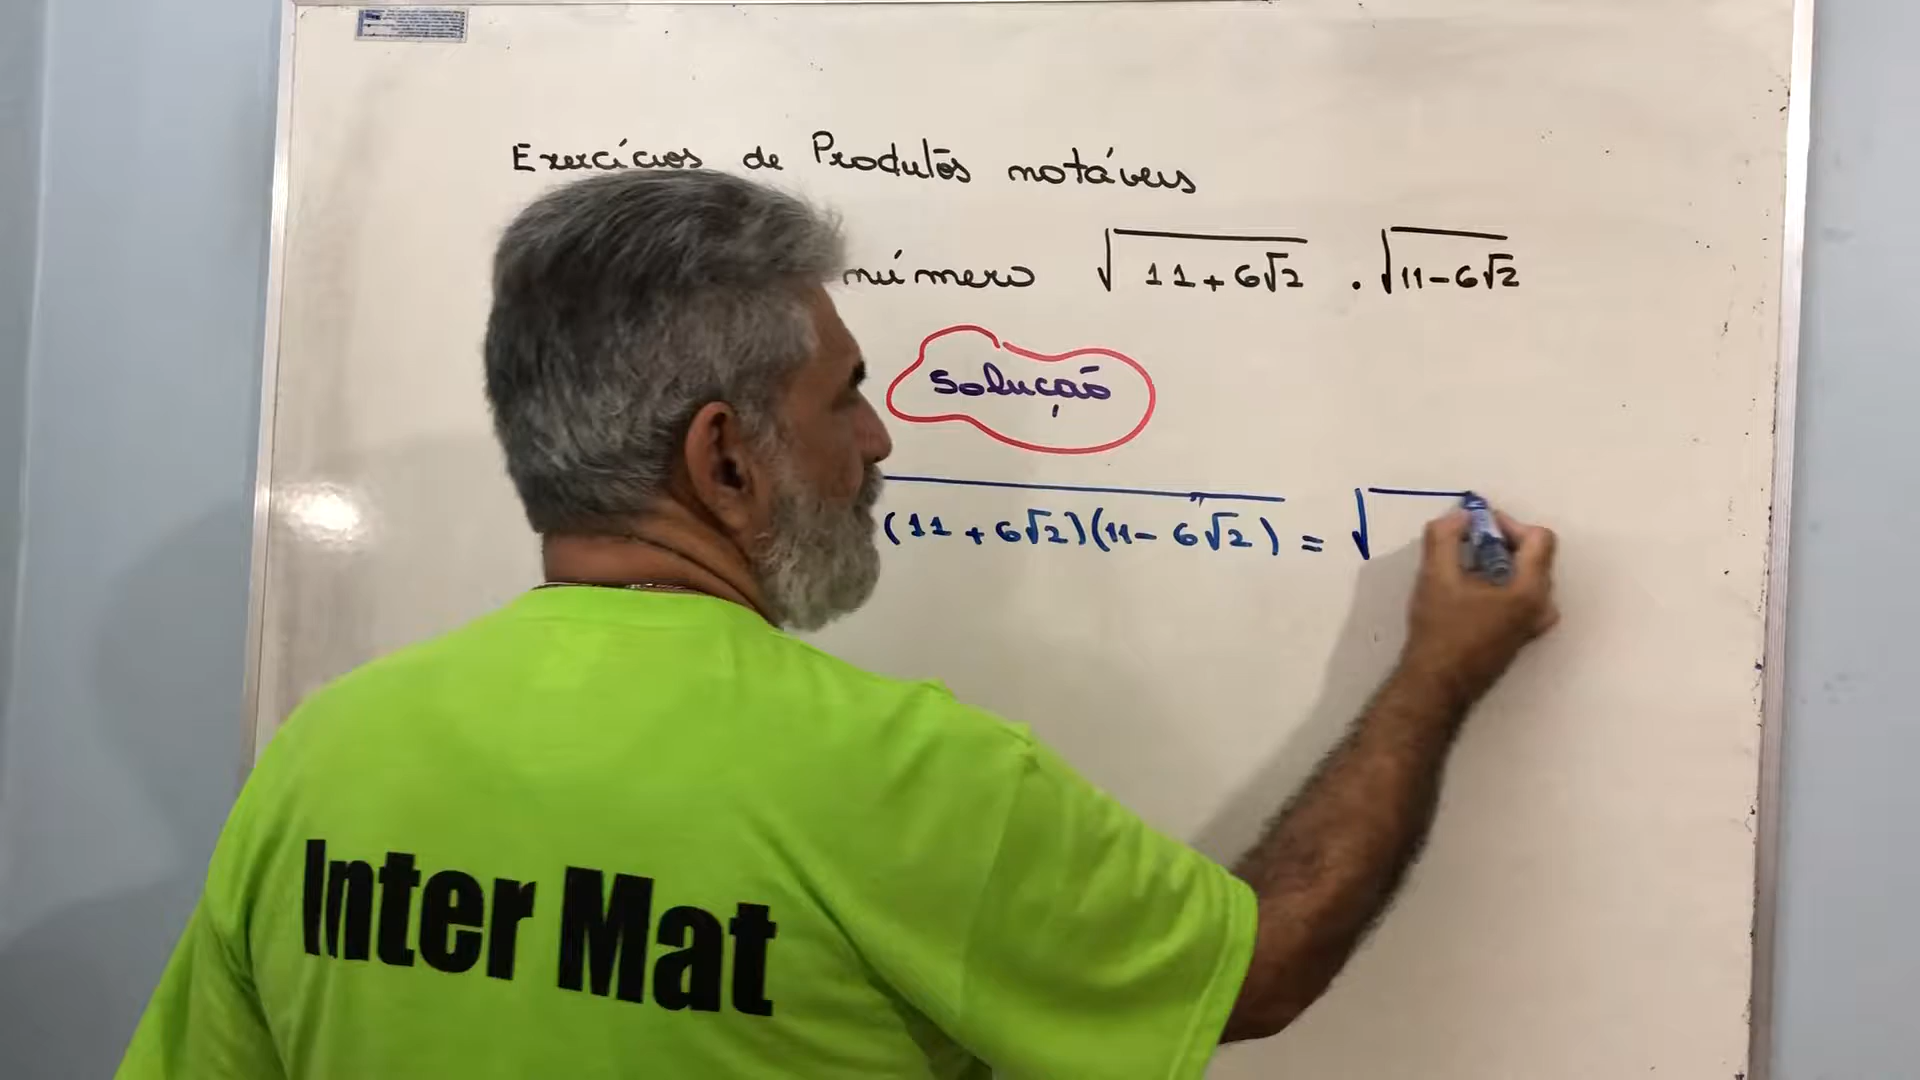 Exercícios de Produtos notáveis
número √11+6√2 . √11-6√2
Solução
(11+6√2)(11-6√2) = √
Inter Mat